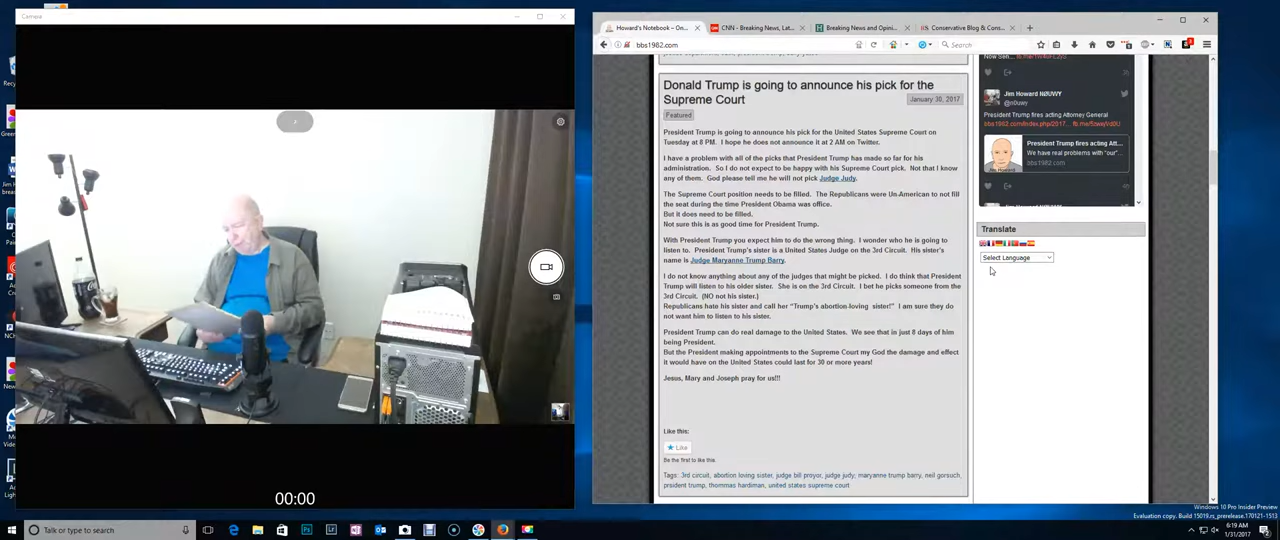 Campa
Howard's Notebook – On...
CNN - Breaking News, Lat...
Breaking News and Opini...
Conservative Blog & Cons...
bbs1982.com
Search
Donald Trump is going to announce his pick for the
Supreme Court
January 30, 2017
Featured
President Trump is going to announce his pick for the United States Supreme Court on
Tuesday at 8 PM. I hope he does not announce it at 2 AM on Twitter.
I have a problem with all of the picks that President Trump has made so far for his
administration. So I do not expect to be happy with his Supreme Court pick. Not that I know
any of them. God please tell me he will not pick Judge Judy.
The Supreme Court position needs to be filled. The Republicans were Un-American to not fill
the seat during the time President Obama was office.
But it does need to be filled.
Not sure this is as good time for President Trump.
With President Trump you expect him to do the wrong thing. I wonder who he is going to
listen to. President Trump's sister is a United States Judge on the 3rd Circuit. His sister's
name is Judge Maryanne Trump Barry.
I do not know anything about any of the judges that might be picked. I do think that President
Trump will listen to his older sister. She is on the 3rd Circuit. I bet he picks someone from the
3rd Circuit. (NO not his sister.)
Republicans hate his sister and call her "Trump's abortion-loving sister!" I am sure they do
not want him to listen to his sister.
President Trump can do real damage to the United States. We see that in just 8 days of him
being President.
But the President making appointments to the Supreme Court my God the damage and effect
it would have on the United States could last for 30 or more years!
Jesus, Mary and Joseph pray for us!!!
Like this:
Like
Be the first to like this.
Tags: 3rd circuit, abortion loving sister, judge bill proyor, judge judy, maryanne trump barry, neil gorsuch,
prsident trump, thommas hardiman, united states supreme court
Jim Howard NØUWY
@n0uwy
President Trump fires acting Attorney General
President Trump fires acting Att...
We have real problems with "our"...
bbs1982.com
Translate
Select Language
00:00
Talk or type to search
Windows 10 Pro Insider Preview
Evaluation copy. Build 15019.rs_prerelease.170121-1513
6:19 AM
1/31/2017